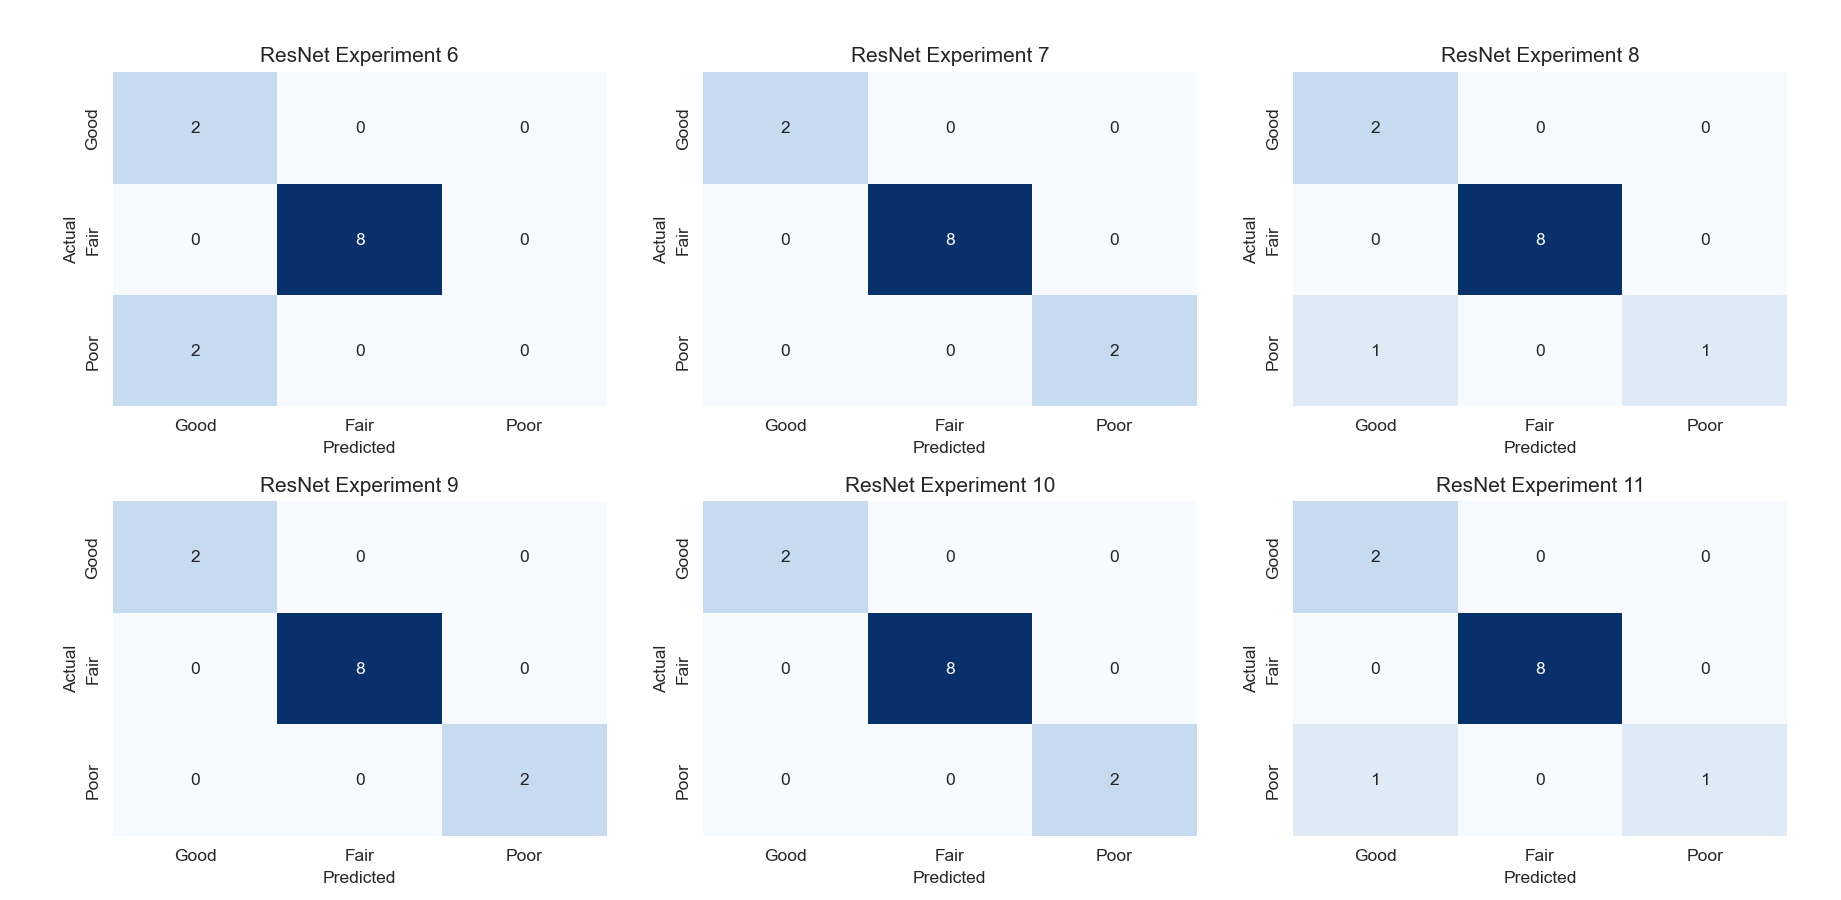 ResNet Experiment 6
Good
Fair
Poor
Actual
2 0 0
0 8 0
2 0 0
Good Fair Poor
Predicted
ResNet Experiment 7
Good
Fair
Poor
Actual
2 0 0
0 8 0
0 0 2
Good Fair Poor
Predicted
ResNet Experiment 8
Good
Fair
Poor
Actual
2 0 0
0 8 0
1 0 1
Good Fair Poor
Predicted
ResNet Experiment 9
Good
Fair
Poor
Actual
2 0 0
0 8 0
0 0 2
Good Fair Poor
Predicted
ResNet Experiment 10
Good
Fair
Poor
Actual
2 0 0
0 8 0
0 0 2
Good Fair Poor
Predicted
ResNet Experiment 11
Good
Fair
Poor
Actual
2 0 0
0 8 0
1 0 1
Good Fair Poor
Predicted